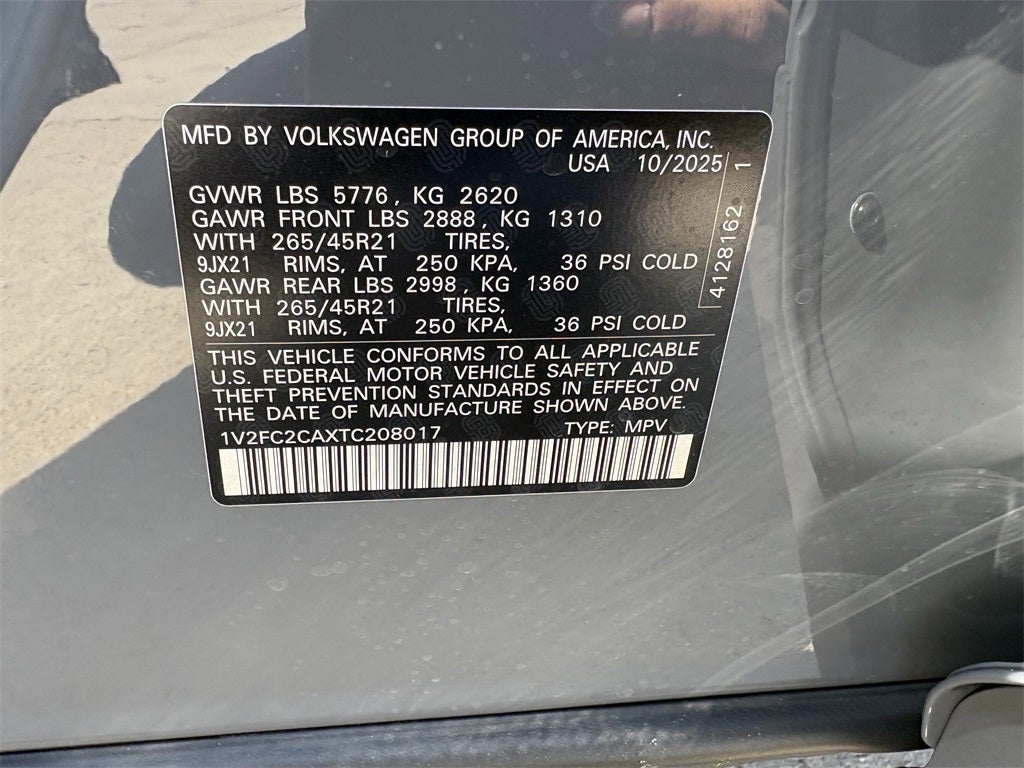 MFD BY VOLKSWAGEN GROUP OF AMERICA, INC.
USA 10/2025
GVWR LBS 5776, KG 2620
GAWR FRONT LBS 2888, KG 1310
WITH 265/45R21 TIRES,
9JX21 RIMS, AT 250 KPA, 36 PSI COLD
GAWR REAR LBS 2998, KG 1360
WITH 265/45R21 TIRES,
9JX21 RIMS, AT 250 KPA, 36 PSI COLD
THIS VEHICLE CONFORMS TO ALL APPLICABLE
U.S. FEDERAL MOTOR VEHICLE SAFETY AND
THEFT PREVENTION STANDARDS IN EFFECT ON
THE DATE OF MANUFACTURE SHOWN ABOVE.
1V2FC2CAXTC208017 TYPE: MPV
4128162 1